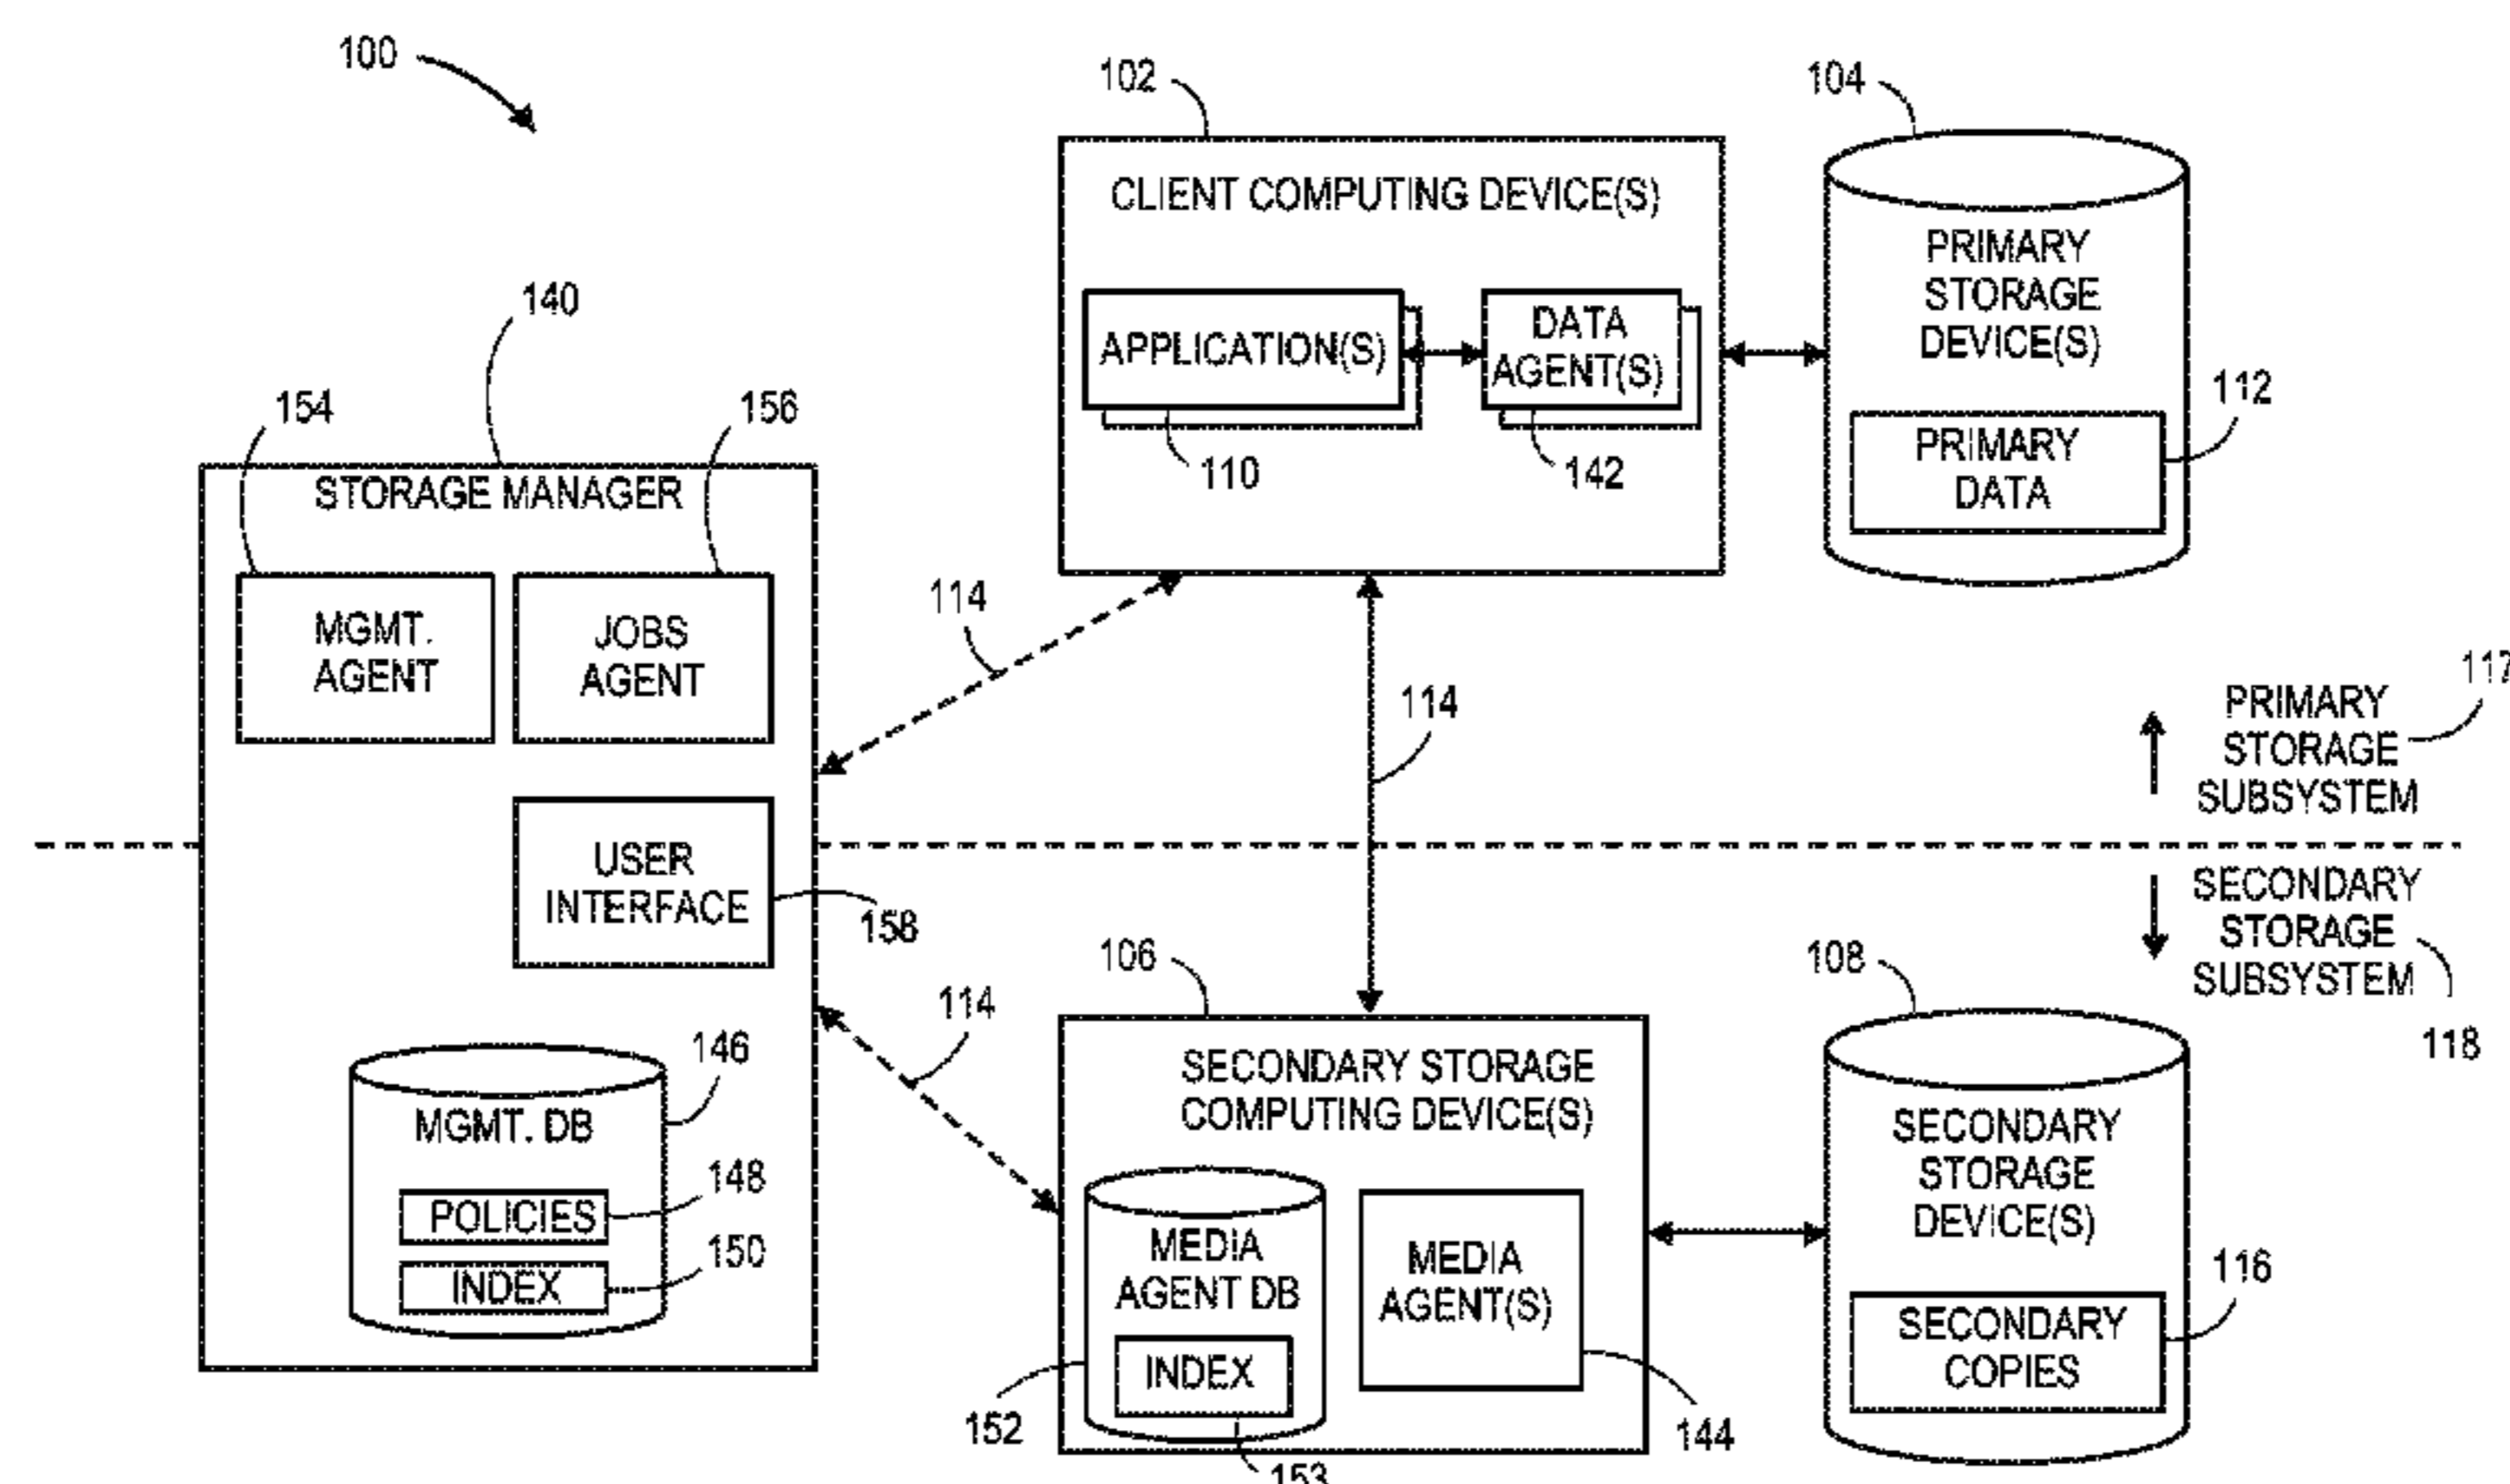 100
102
104
CLIENT COMPUTING DEVICE(S)
APPLICATION(S)
DATA
AGENT(S)
110
142
PRIMARY
STORAGE
DEVICE(S)
PRIMARY
DATA
112
140
154
156
STORAGE MANAGER
MGMT.
AGENT
JOBS
AGENT
USER
INTERFACE
158
114
114
114
PRIMARY
STORAGE
SUBSYSTEM
117
SECONDARY
STORAGE
SUBSYSTEM
118
146
MGMT. DB
POLICIES
148
INDEX
150
106
SECONDARY STORAGE
COMPUTING DEVICE(S)
MEDIA
AGENT DB
INDEX
MEDIA
AGENT(S)
152
153
144
108
SECONDARY
STORAGE
DEVICE(S)
SECONDARY
COPIES
116